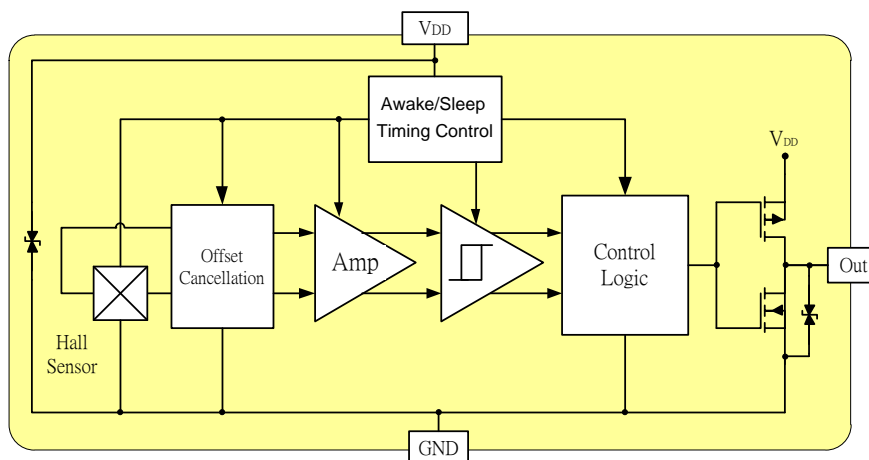 VDD
Awake/Sleep
Timing Control
VDD
Offset
Cancellation
Amp
Control
Logic
Out
Hall
Sensor
GND